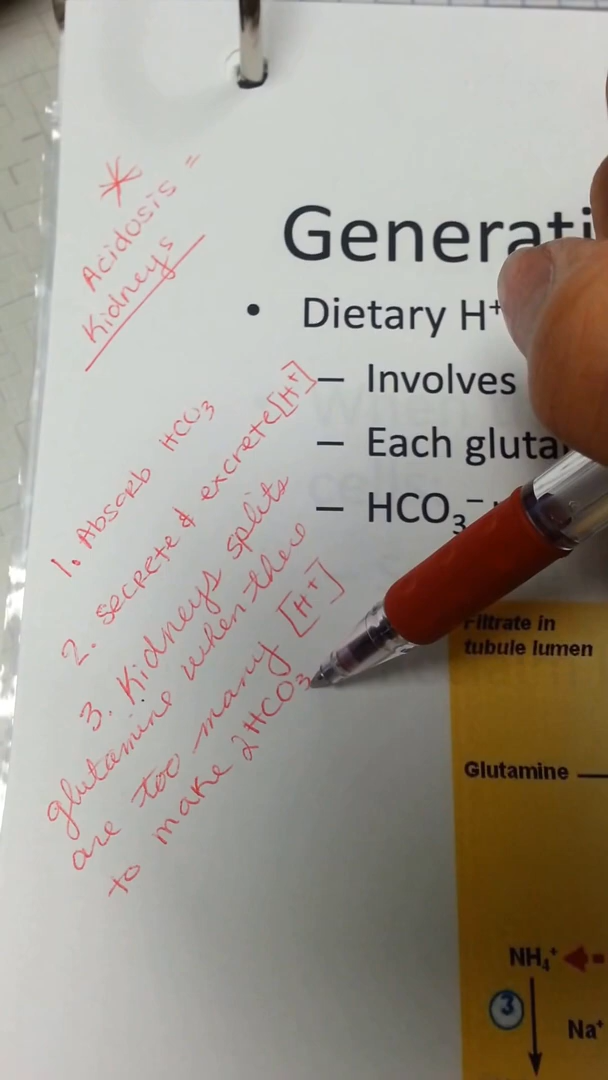 *
Acidosis =
Kidneys
1. Absorb HCO3
2. Secrete & excrete [H+]
3. Kidneys splits
glutamine when thee
are too many [H+]
to make 2HCO3
Generati
• Dietary H⁺
– Involves
– Each gluta
– HCO₃⁻
Filtrate in
tubule lumen
Glutamine
NH₄⁺
3
Na⁺